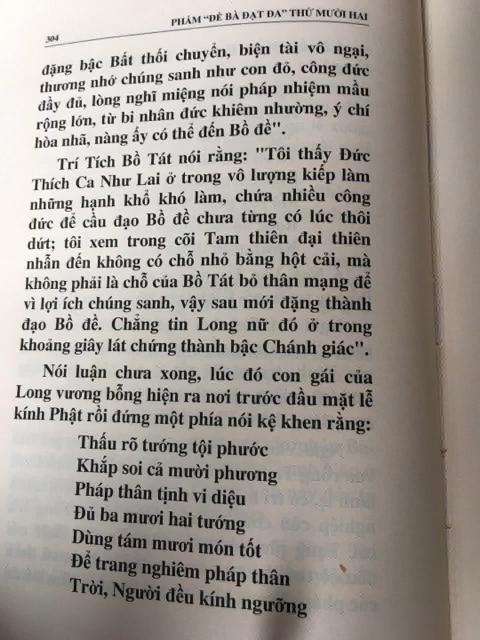 304
PHẨM "ĐỀ BÀ ĐẠT ĐA" THỨ MƯỜI HAI
đặng bậc Bất thối chuyển, biện tài vô ngại,
thương nhớ chúng sanh như con đỏ, công đức
đầy đủ, lòng nghĩ miệng nói pháp nhiệm mầu
rộng lớn, từ bi nhân đức khiêm nhường, ý chí
hòa nhã, nàng ấy có thể đến Bồ đề".
Trí Tích Bồ Tát nói rằng: "Tôi thấy Đức
Thích Ca Như Lai ở trong vô lượng kiếp làm
những hạnh khổ khó làm, chứa nhiều công
đức để cầu đạo Bồ đề chưa từng có lúc thôi
dứt; tôi xem trong cõi Tam thiên đại thiên
nhẫn đến không có chỗ nhỏ bằng hột cải, mà
không phải là chỗ của Bồ Tát bỏ thân mạng để
vì lợi ích chúng sanh, vậy sau mới đặng thành
đạo Bồ đề. Chẳng tin Long nữ đó ở trong
khoảng giây lát chứng thành bậc Chánh giác".
Nói luận chưa xong, lúc đó con gái của
Long vương bỗng hiện ra nơi trước đầu mặt lễ
kính Phật rồi đứng một phía nói kệ khen rằng:
Thấu rõ tướng tội phước
Khắp soi cả mười phương
Pháp thân tịnh vi diệu
Đủ ba mươi hai tướng
Dùng tám mươi món tốt
Để trang nghiêm pháp thân
Trời, Người đều kính ngưỡng